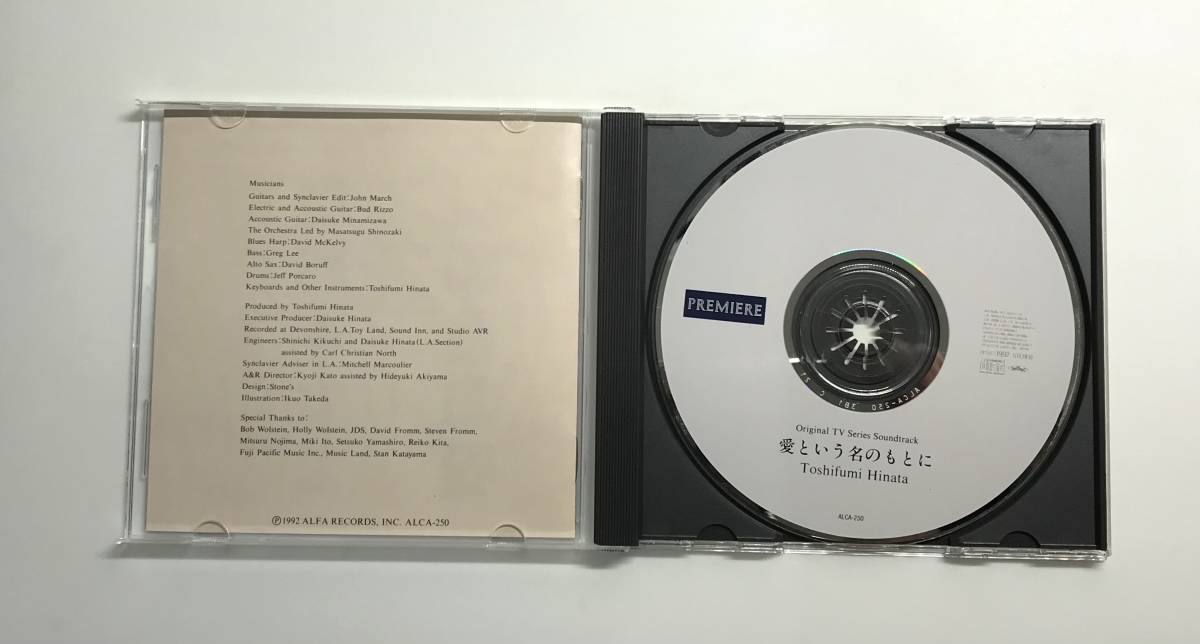 Musicians
Guitars and Synclavier Edit:John March
Electric and Accoustic Guitar:Bud Rizzo
Accoustic Guitar:Daisuke Minamizawa
The Orchestra Led by Masatsugu Shinozaki
Blues Harp:David McKelvy
Bass:Greg Lee
Alto Sax:David Boruff
Drums:Jeff Porcaro
Keyboards and Other Instruments:Toshifumi Hinata
Produced by Toshifumi Hinata
Executive Producer:Daisuke Hinata
Recorded at Devonshire, L.A.Toy Land, Sound Inn, and Studio AVR
Engineers:Shinichi Kikuchi and Daisuke Hinata(L.A.Section)
assisted by Carl Christian North
Synclavier Adviser in L.A:Mitchell Marcoulier
A&R Director:Kyoji Kato assisted by Hideyuki Akiyama
Design:Stone's
Illustration:Ikuo Takeda
Special Thanks to:
Bob Wolstein, Holly Wolstein, JDS, David Fromm, Steven Fromm,
Mitsuru Nojima, Miki Ito, Setsuko Yamashiro, Reiko Kita,
Fuji Pacific Music Inc., Music Land, Stan Katayama
Ⓟ1992 ALFA RECORDS, INC. ALCA-250
PREMIERE
ALCA-250
Original TV Series Soundtrack
愛という名のもとに
Toshifumi Hinata
ALCA-250